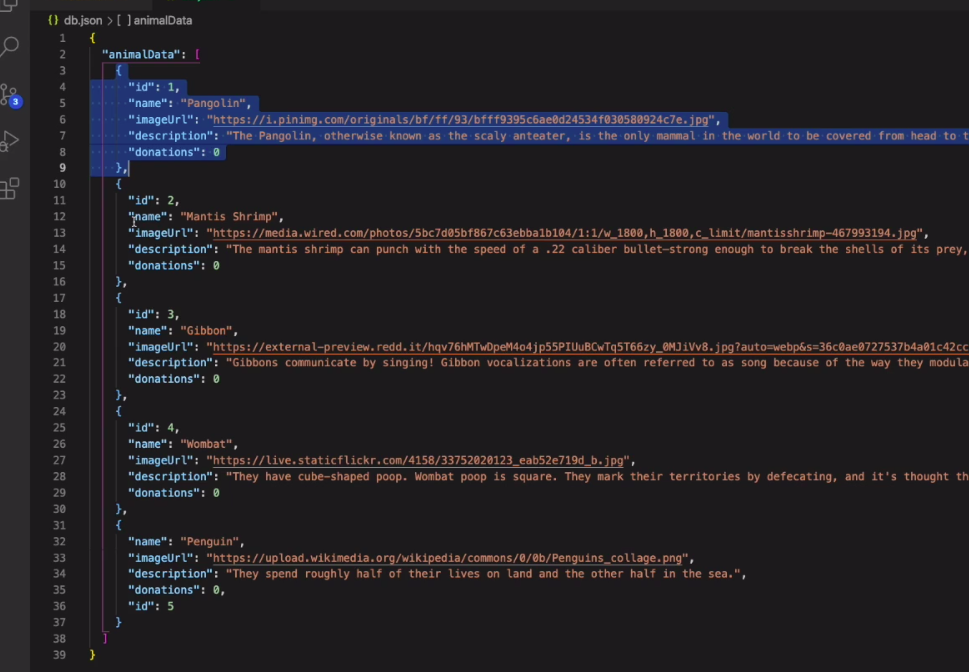 {} db.json > [ ] animalData
1 {
2 "animalData": [
3 {
4 "id": 1,
5 "name": "Pangolin",
6 "imageUrl": "https://i.pinimg.com/originals/bf/ff/93/bfff9395c6ae0d24534f030580924c7e.jpg",
7 "description": "The Pangolin, otherwise known as the scaly anteater, is the only mammal in the world to be covered from head to t
8 "donations": 0
9 },
10 {
11 "id": 2,
12 "name": "Mantis Shrimp",
13 "imageUrl": "https://media.wired.com/photos/5bc7d05bf867c63ebba1b104/1:1/w_1800,h_1800,c_limit/mantisshrimp-467993194.jpg",
14 "description": "The mantis shrimp can punch with the speed of a .22 caliber bullet—strong enough to break the shells of its prey,
15 "donations": 0
16 },
17 {
18 "id": 3,
19 "name": "Gibbon",
20 "imageUrl": "https://external-preview.redd.it/hqv76hMTwDpeM4o4jp55PIUuBCwTq5T66zy_0MJiVv8.jpg?auto=webp&s=36c0ae0727537b4a01c42cc
21 "description": "Gibbons communicate by singing! Gibbon vocalizations are often referred to as song because of the way they modula
22 "donations": 0
23 },
24 {
25 "id": 4,
26 "name": "Wombat",
27 "imageUrl": "https://live.staticflickr.com/4158/33752020123_eab52e719d_b.jpg",
28 "description": "They have cube-shaped poop. Wombat poop is square. They mark their territories by defecating, and it's thought th
29 "donations": 0
30 },
31 {
32 "name": "Penguin",
33 "imageUrl": "https://upload.wikimedia.org/wikipedia/commons/0/0b/Penguins_collage.png",
34 "description": "They spend roughly half of their lives on land and the other half in the sea.",
35 "donations": 0,
36 "id": 5
37 }
38 ]
39 }
3